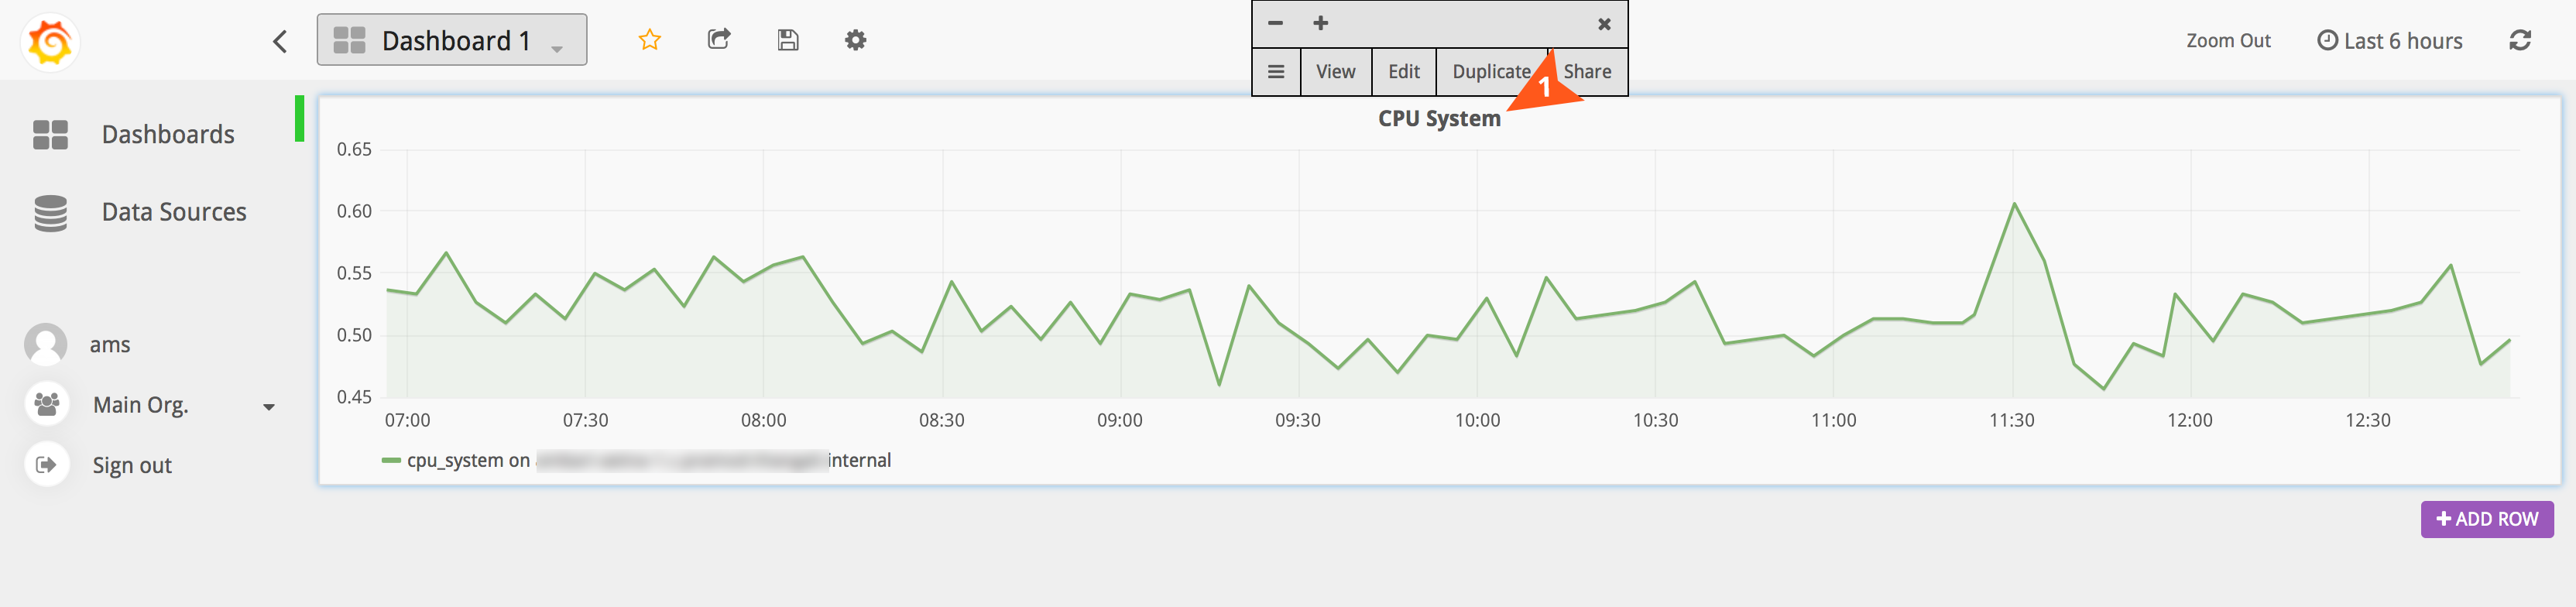 Dashboard 1
Zoom Out Last 6 hours
View Edit Duplicate Share
1
Dashboards
Data Sources
ams
Main Org.
Sign out
CPU System
0.65
0.60
0.55
0.50
0.45
07:00 07:30 08:00 08:30 09:00 09:30 10:00 10:30 11:00 11:30 12:00 12:30
cpu_system on internal
+ ADD ROW